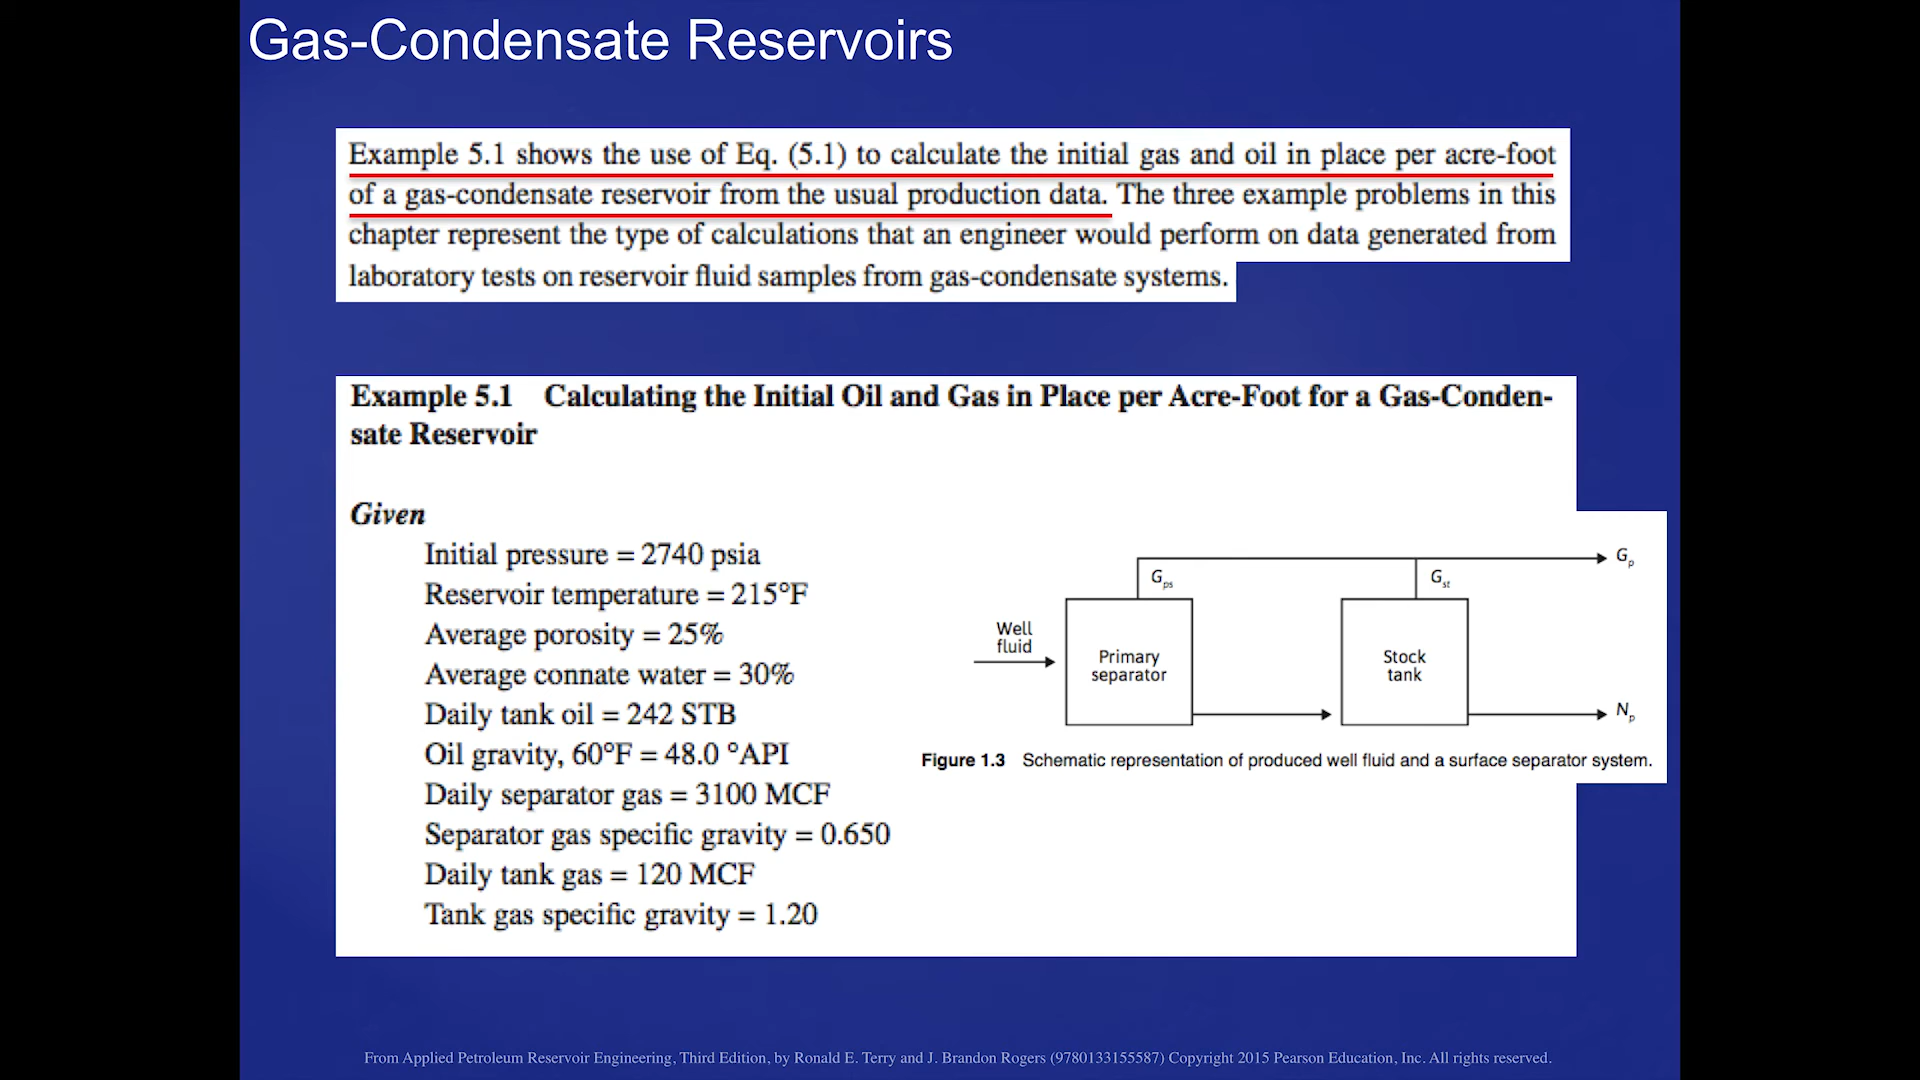 Gas-Condensate Reservoirs
Example 5.1 shows the use of Eq. (5.1) to calculate the initial gas and oil in place per acre-foot
of a gas-condensate reservoir from the usual production data. The three example problems in this
chapter represent the type of calculations that an engineer would perform on data generated from
laboratory tests on reservoir fluid samples from gas-condensate systems.
Example 5.1 Calculating the Initial Oil and Gas in Place per Acre-Foot for a Gas-Conden-
sate Reservoir
Given
Initial pressure = 2740 psia
Reservoir temperature = 215°F
Average porosity = 25%
Average connate water = 30%
Daily tank oil = 242 STB
Oil gravity, 60°F = 48.0 °API
Daily separator gas = 3100 MCF
Separator gas specific gravity = 0.650
Daily tank gas = 120 MCF
Tank gas specific gravity = 1.20
Well
fluid
Primary
separator
Gps
Stock
tank
Gst
Gp
Np
Figure 1.3 Schematic representation of produced well fluid and a surface separator system.
From Applied Petroleum Reservoir Engineering, Third Edition, by Ronald E. Terry and J. Brandon Rogers (9780133155587) Copyright 2015 Pearson Education, Inc. All rights reserved.